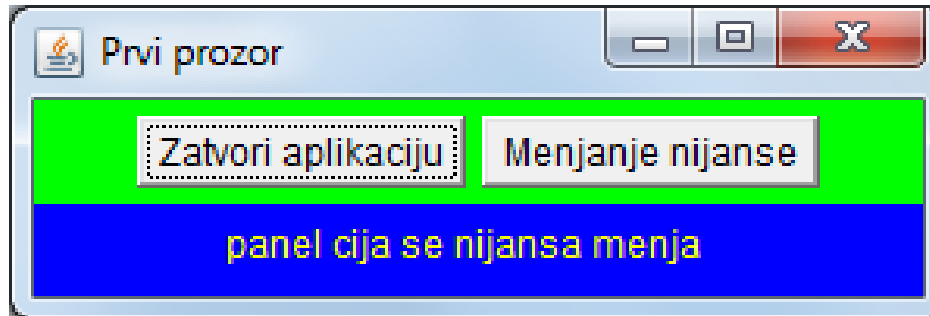 Prvi prozor
Zatvori aplikaciju Menjanje nijanse
panel cija se nijansa menja